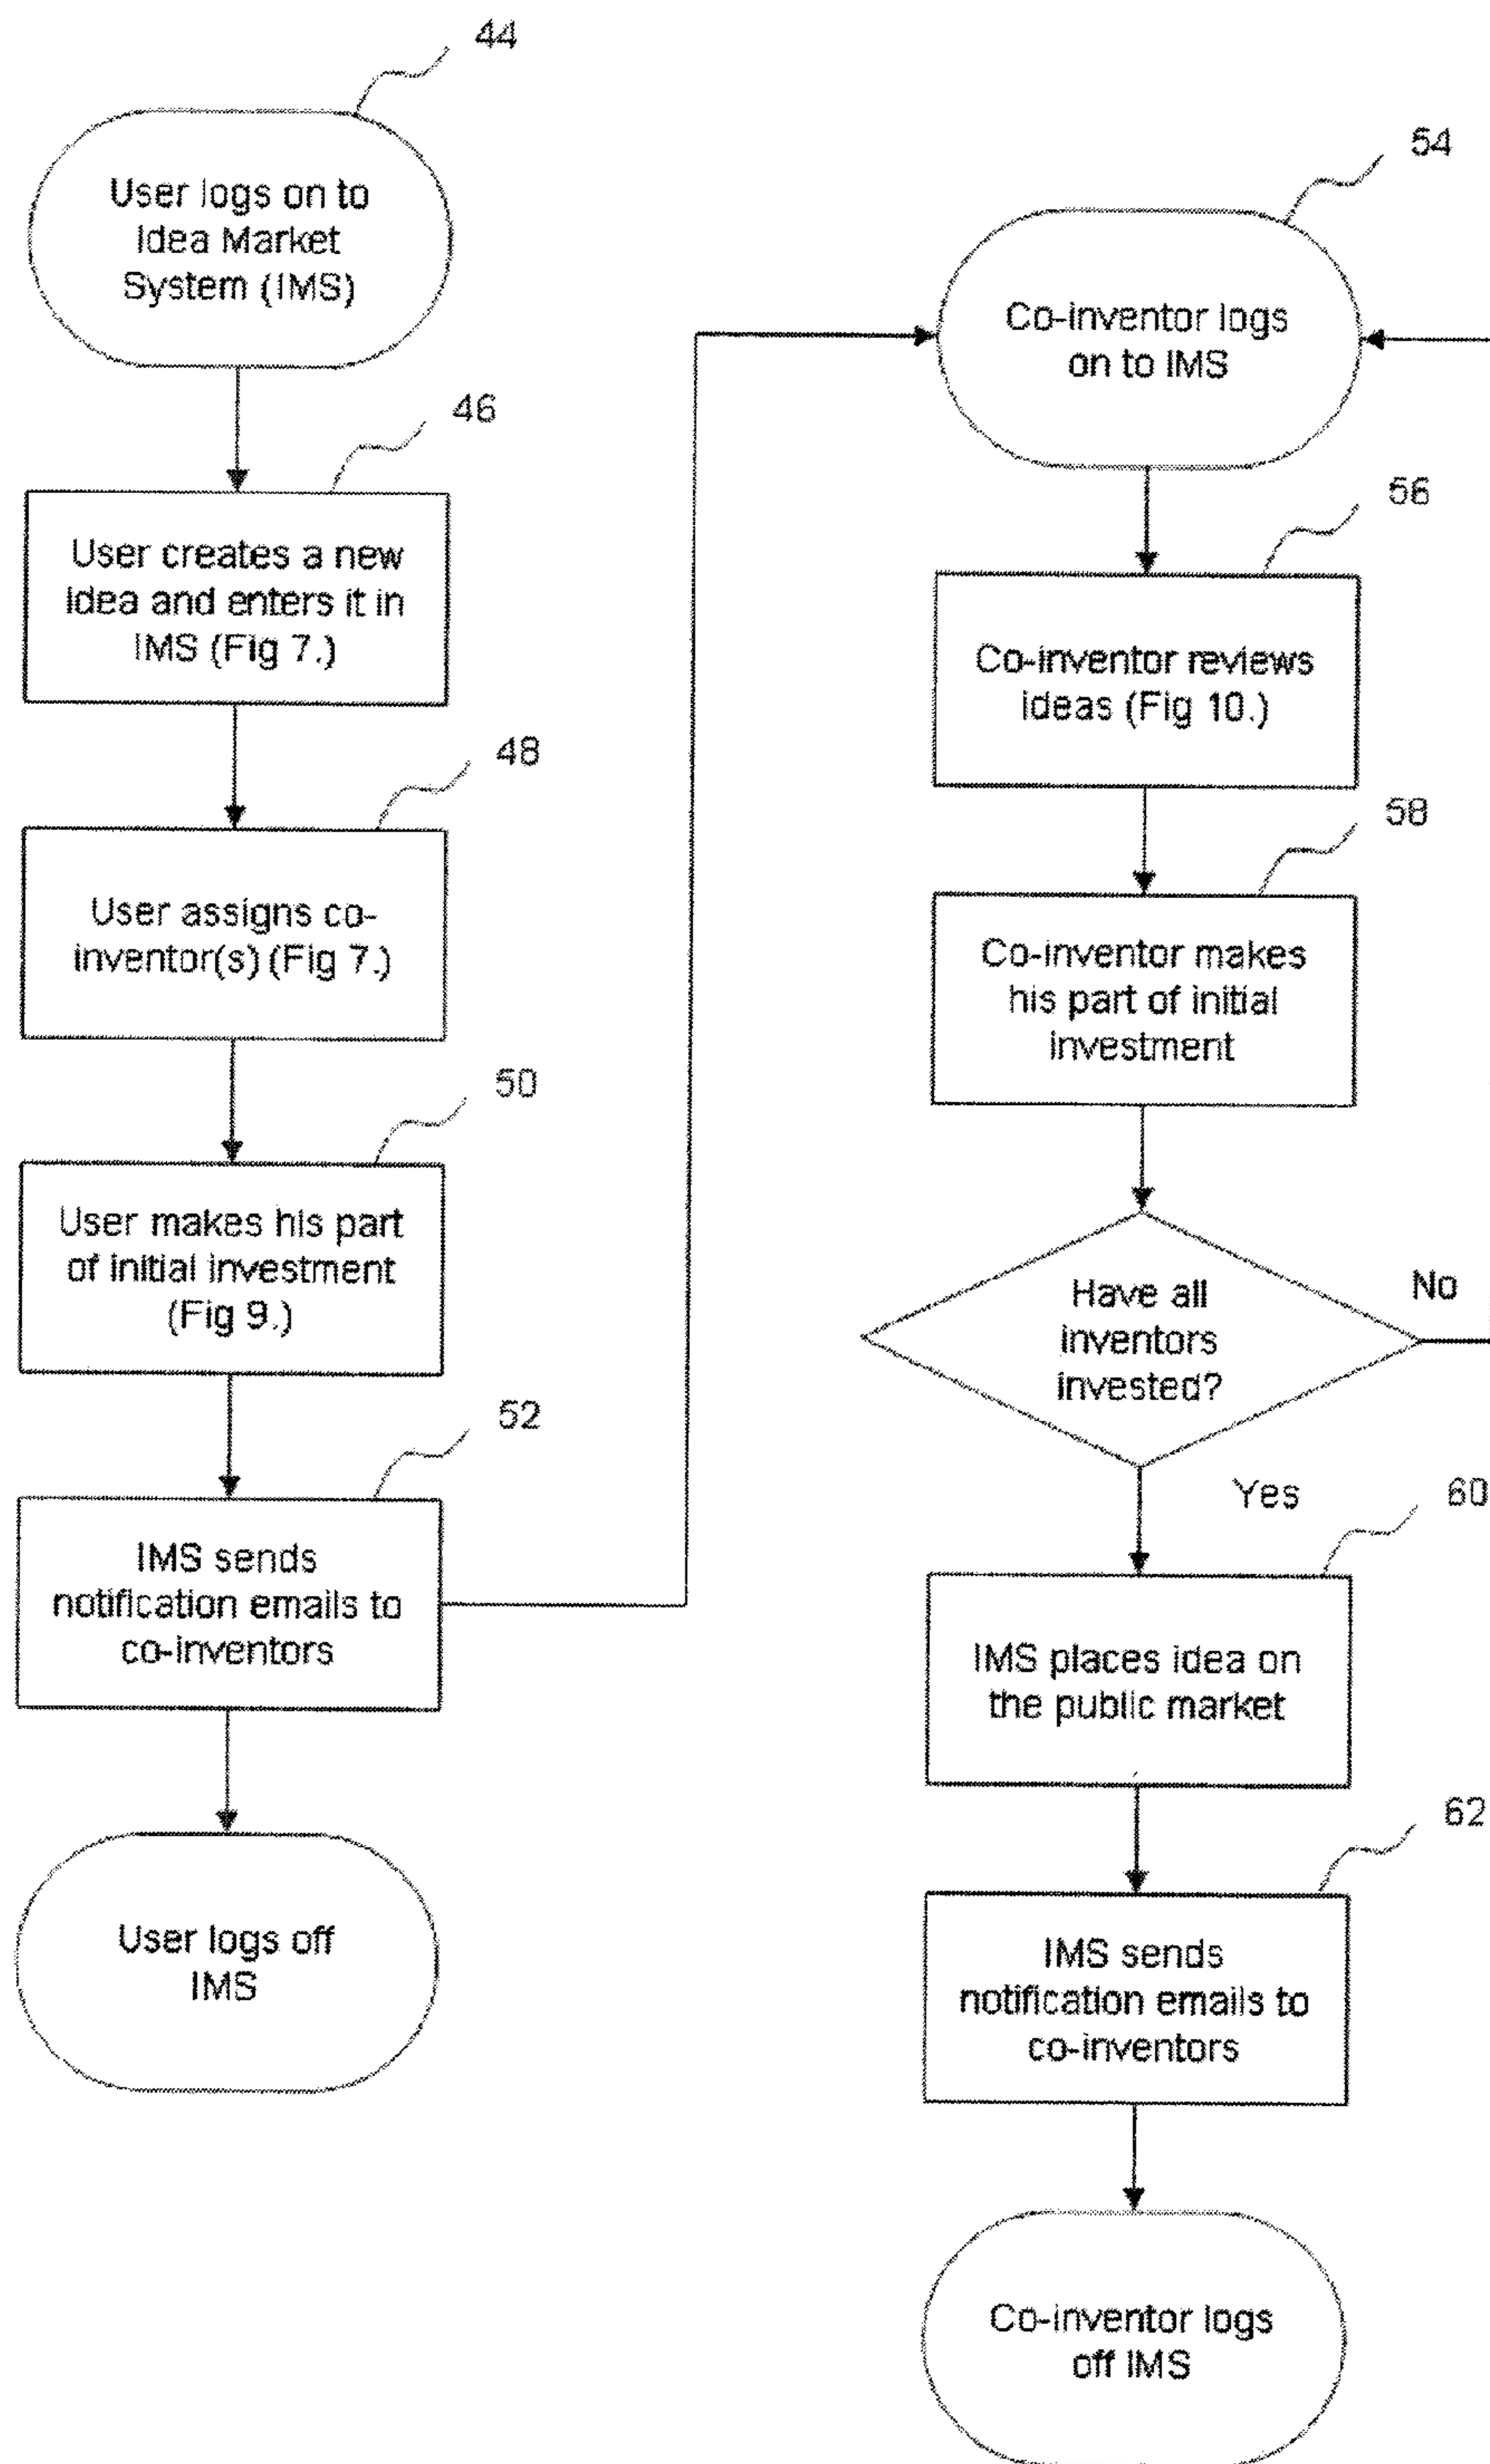 44
User logs on to
Idea Market
System (IMS)
46
User creates a new
idea and enters it in
IMS (Fig 7.)
48
User assigns co-
inventor(s) (Fig 7.)
50
User makes his part
of initial investment
(Fig 9.)
52
IMS sends
notification emails to
co-inventors
User logs off
IMS
54
Co-inventor logs
on to IMS
56
Co-inventor reviews
ideas (Fig 10.)
58
Co-inventor makes
his part of initial
investment
Have all
inventors
invested?
No
Yes
60
IMS places idea on
the public market
62
IMS sends
notification emails to
co-inventors
Co-inventor logs
off IMS